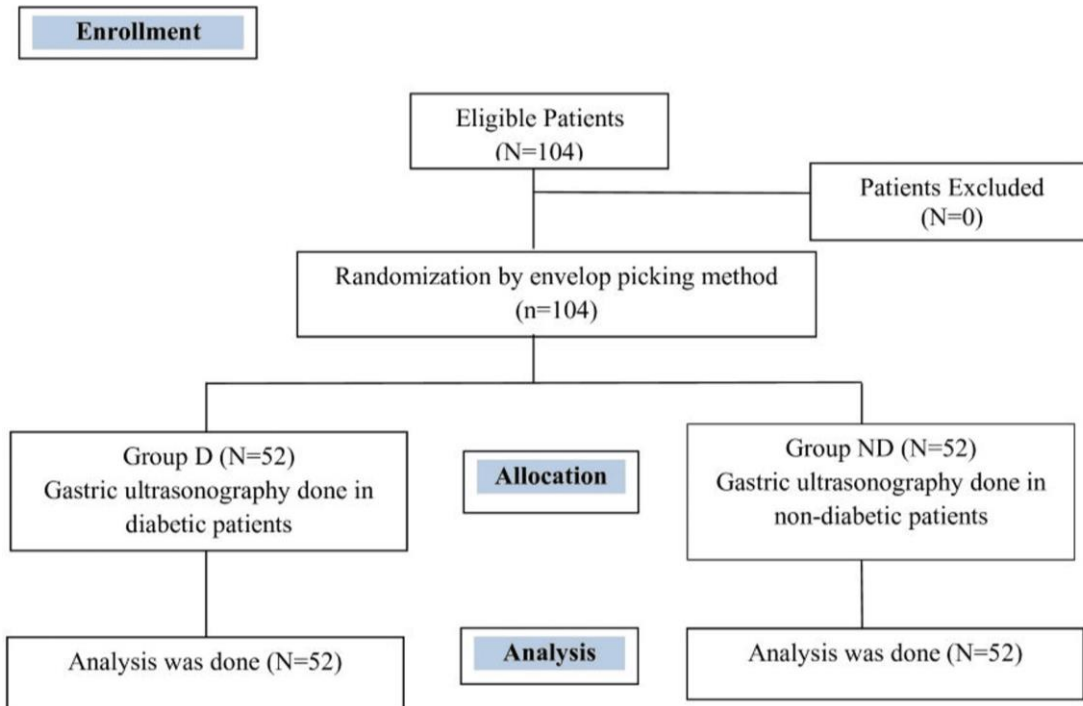 Enrollment
Eligible Patients
(N=104)
Patients Excluded
(N=0)
Randomization by envelop picking method
(n=104)
Group D (N=52)
Gastric ultrasonography done in
diabetic patients
Allocation
Group ND (N=52)
Gastric ultrasonography done in
non-diabetic patients
Analysis was done (N=52)
Analysis
Analysis was done (N=52)